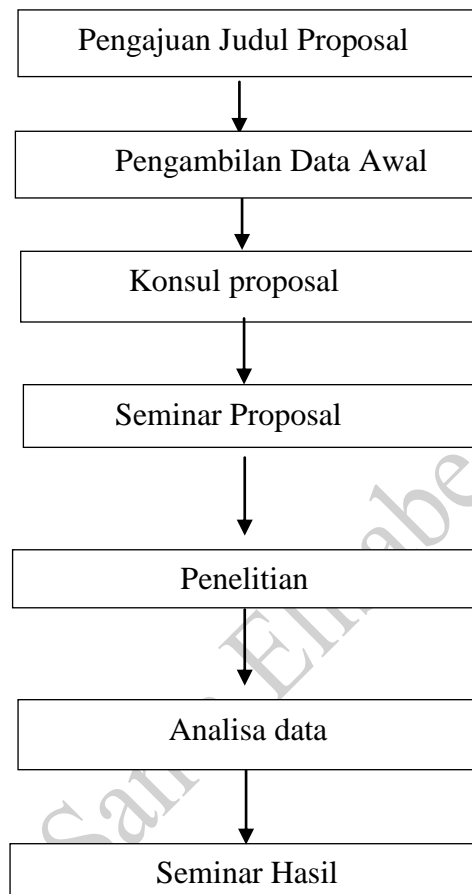 Pengajuan Judul Proposal
Pengambilan Data Awal
Konsul proposal
Seminar Proposal
Penelitian
Analisa data
Seminar Hasil